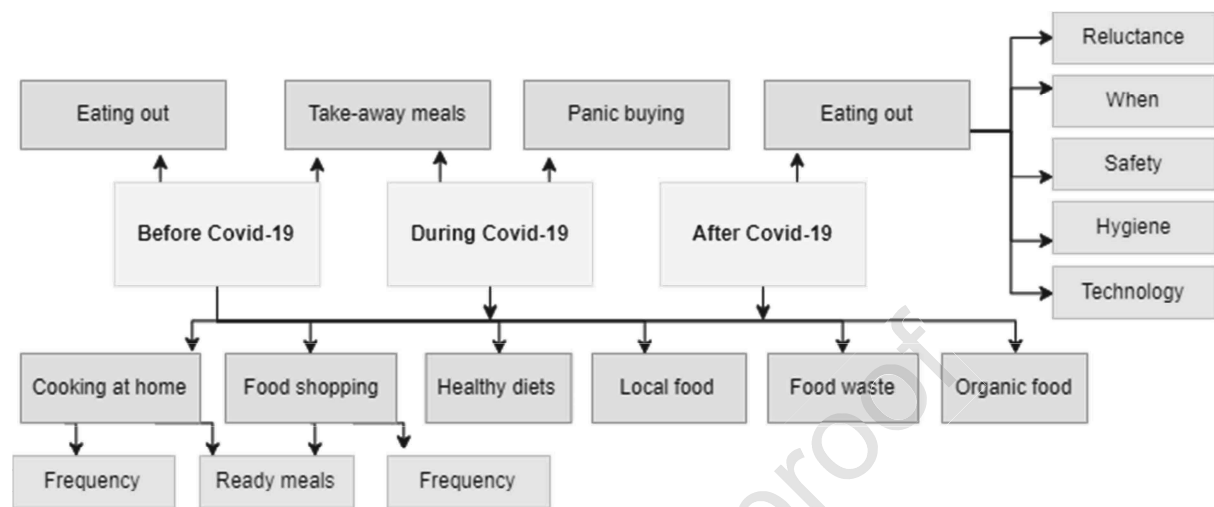 Reluctance
Eating out
Take-away meals
Panic buying
Eating out
When
Safety
Before Covid-19
During Covid-19
After Covid-19
Hygiene
Technology
Cooking at home
Food shopping
Healthy diets
Local food
Food waste
Organic food
Frequency
Ready meals
Frequency
proof